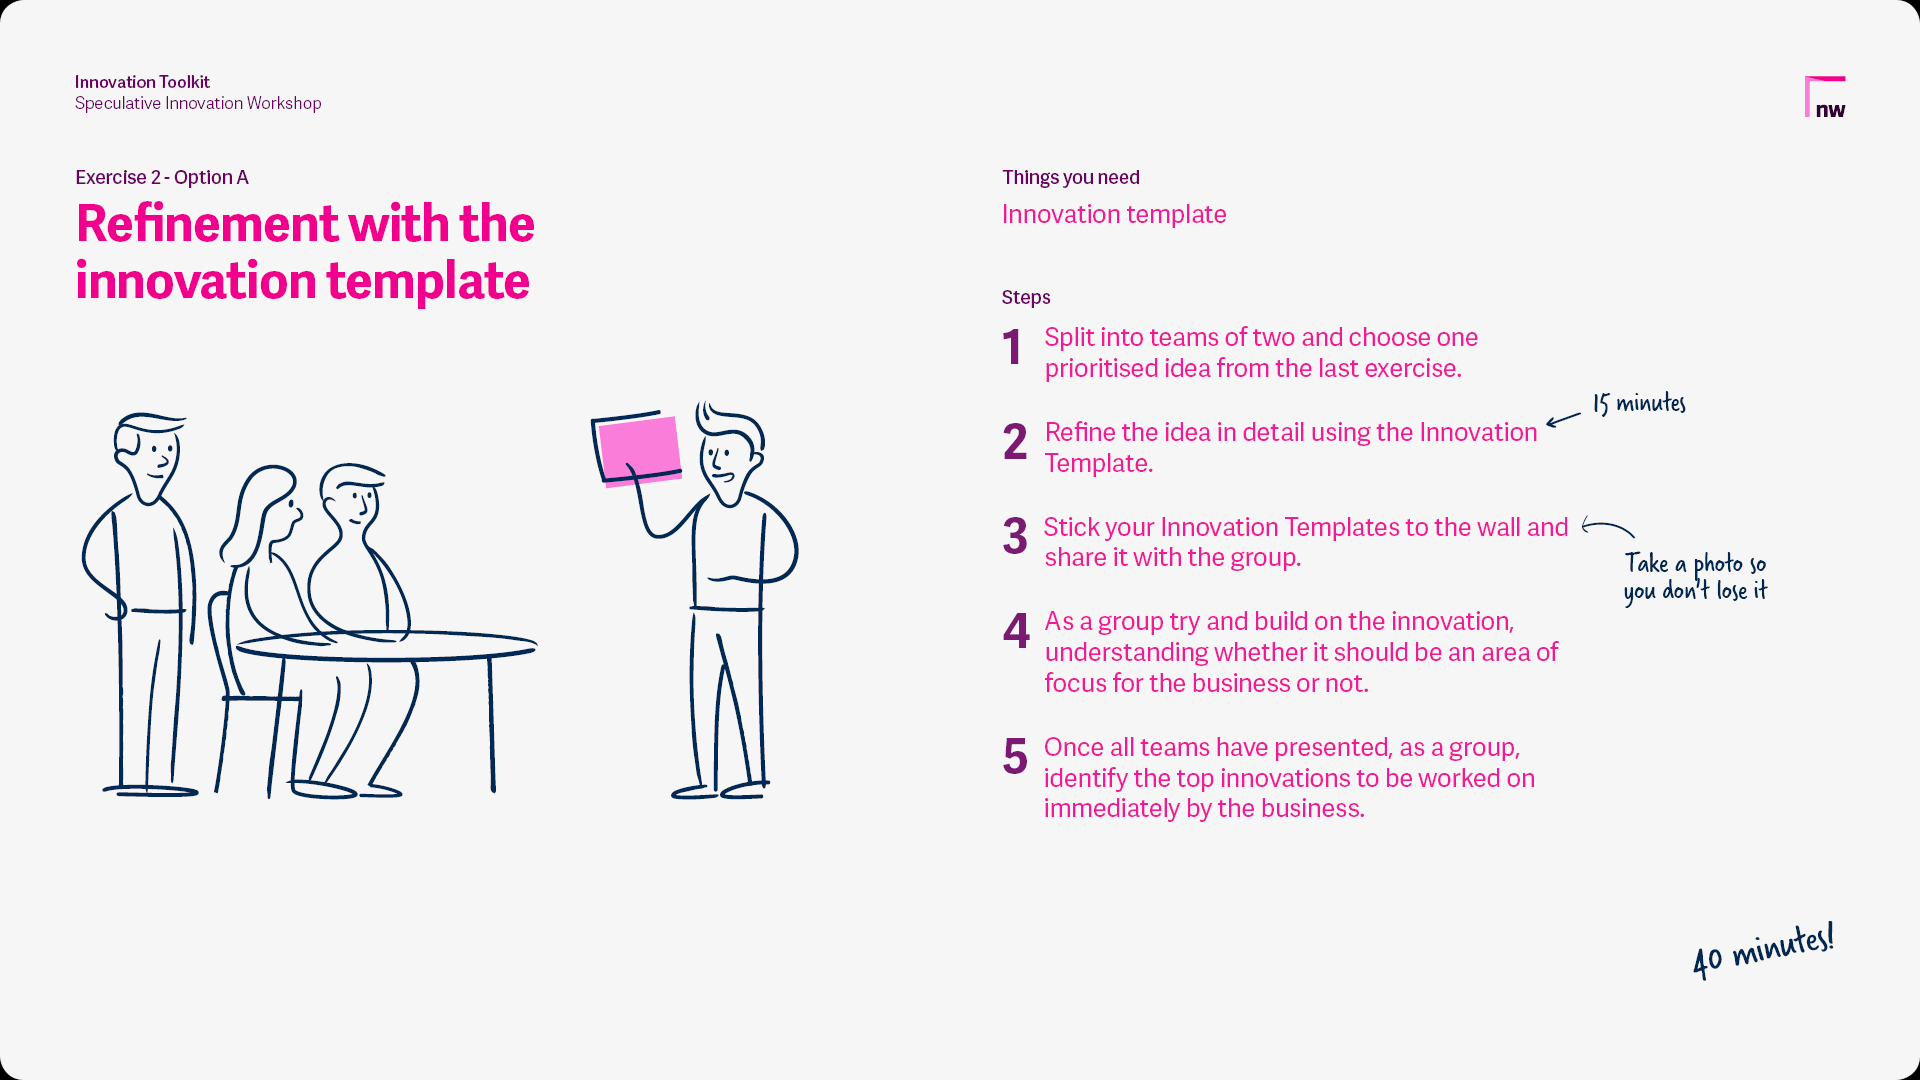 Innovation Toolkit
Speculative Innovation Workshop
nw
Exercise 2 - Option A
Refinement with the
innovation template
Things you need
Innovation template
Steps
1 Split into teams of two and choose one
prioritised idea from the last exercise.
15 minutes
2 Refine the idea in detail using the Innovation
Template.
3 Stick your Innovation Templates to the wall and
share it with the group.
Take a photo so
you don't lose it
4 As a group try and build on the innovation,
understanding whether it should be an area of
focus for the business or not.
5 Once all teams have presented, as a group,
identify the top innovations to be worked on
immediately by the business.
40 minutes!